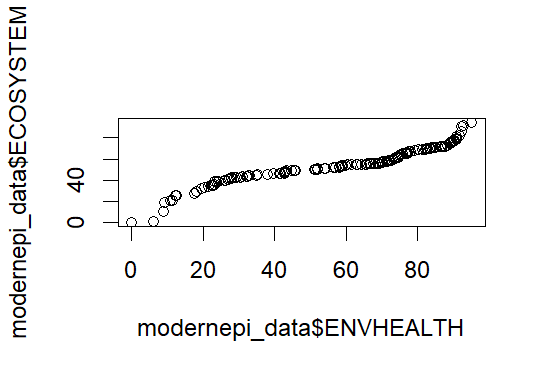 modernepi_data$ECOSYSTEM
40
0
0 20 40 60 80
modernepi_data$ENVHEALTH